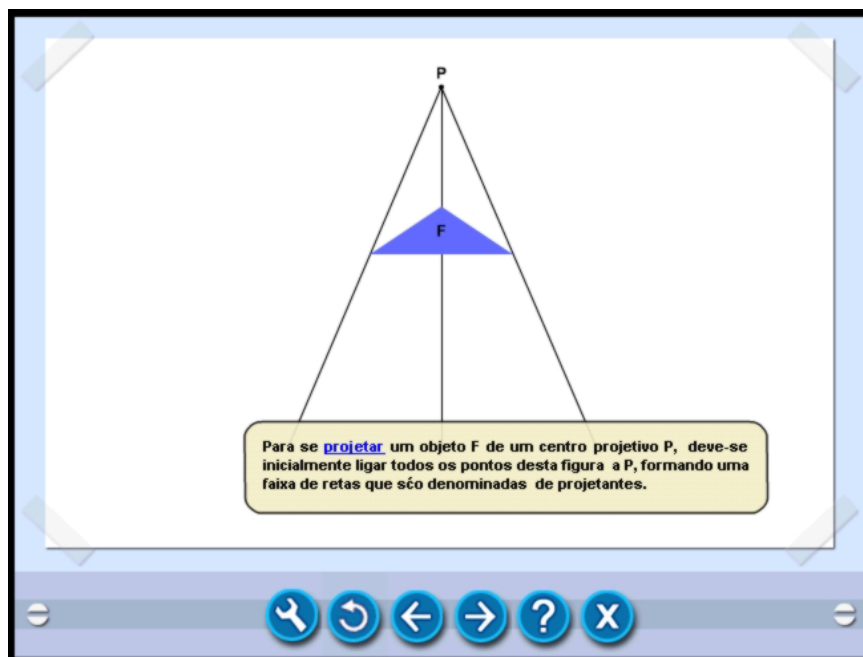 P
F
Para se projetar um objeto F de um centro projetivo P, deve-se
inicialmente ligar todos os pontos desta figura a P, formando uma
faixa de retas que sćo denominadas de projetantes.